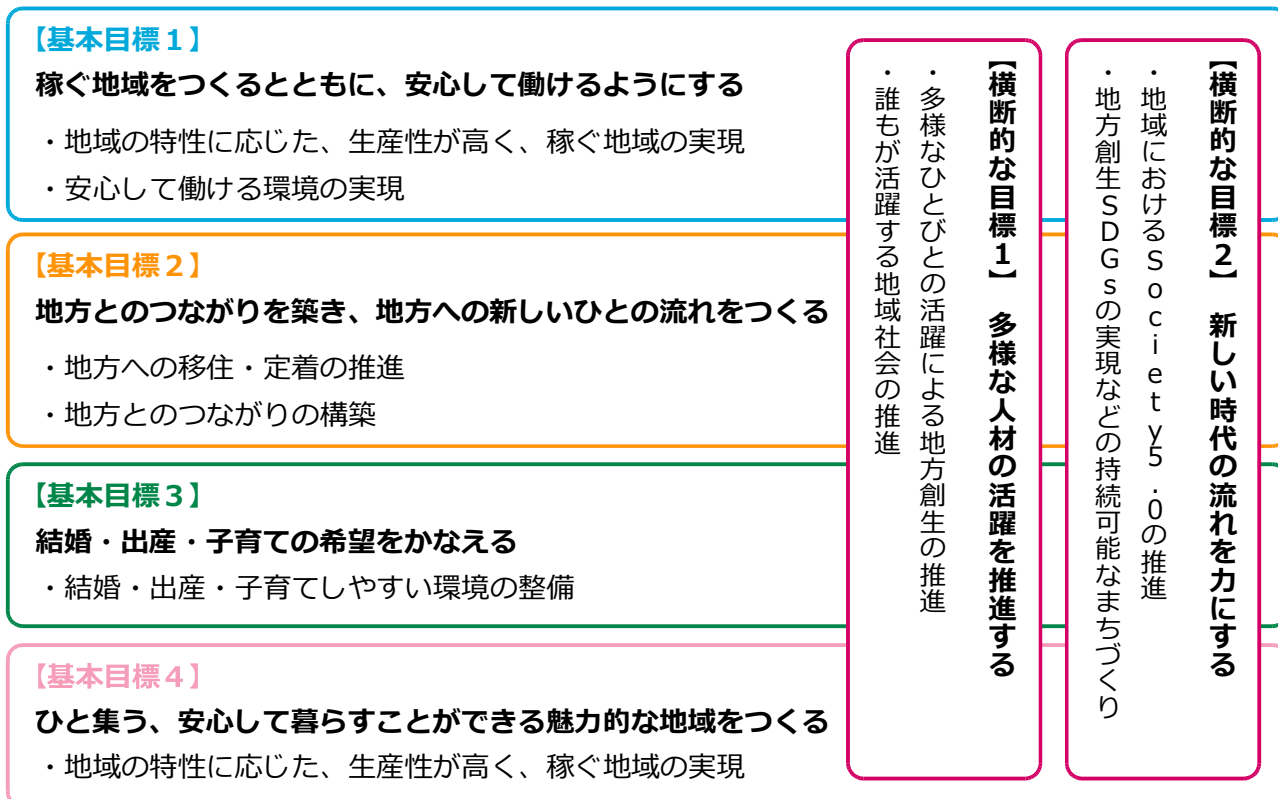 【基本目標１】
稼ぐ地域をつくるとともに、安心して働けるようにする
・地域の特性に応じた、生産性が高く、稼ぐ地域の実現
・安心して働ける環境の実現
【基本目標２】
地方とのつながりを築き、地方への新しいひとの流れをつくる
・地方への移住・定着の推進
・地方とのつながりの構築
【基本目標３】
結婚・出産・子育ての希望をかなえる
・結婚・出産・子育てしやすい環境の整備
【基本目標４】
ひと集う、安心して暮らすことができる魅力的な地域をつくる
・地域の特性に応じた、生産性が高く、稼ぐ地域の実現
【横断的な目標１】　多様な人材の活躍を推進する
・多様なひとびとの活躍による地方創生の推進
・誰もが活躍する地域社会の推進
【横断的な目標２】　新しい時代の流れを力にする
・地域におけるSociety5.0の推進
・地方創生SDGsの実現などの持続可能なまちづくり